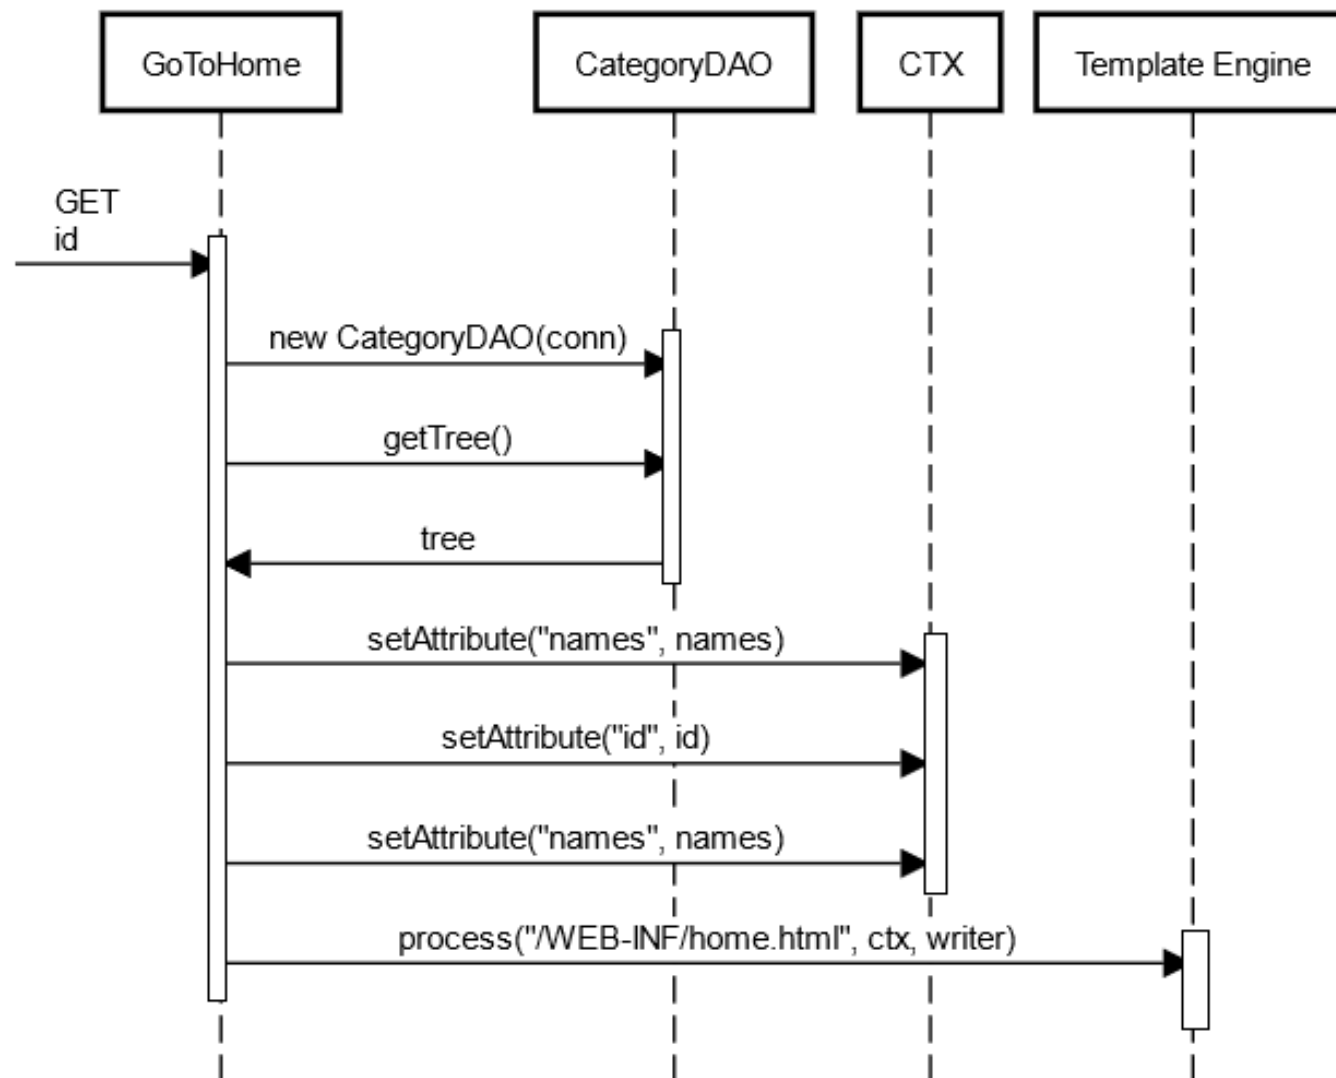 GoToHome
CategoryDAO
CTX
Template Engine
GET
id
new CategoryDAO(conn)
getTree()
tree
setAttribute("names", names)
setAttribute("id", id)
setAttribute("names", names)
process("/WEB-INF/home.html", ctx, writer)